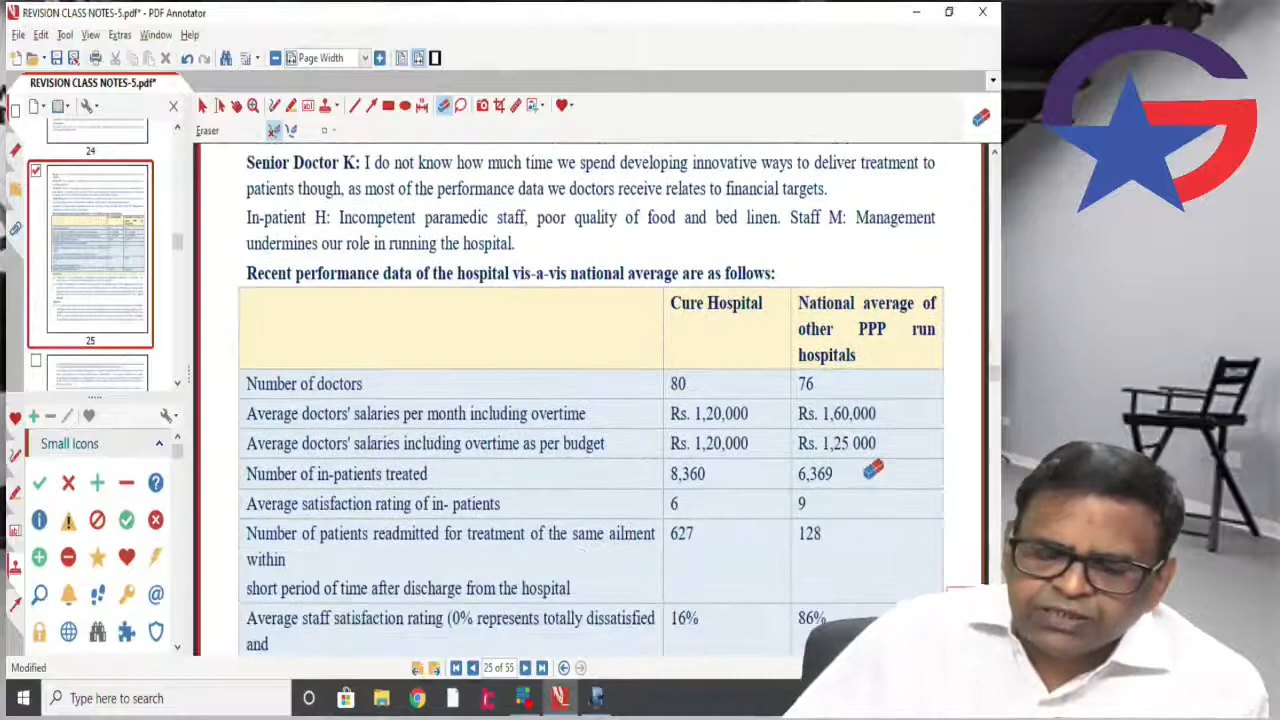 REVISION CLASS NOTES-5.pdf* - PDF Annotator
File Edit Tool View Extras Window Help
Page Width
REVISION CLASS NOTES-5.pdf*
Eraser
24
25
Small Icons
Senior Doctor K: I do not know how much time we spend developing innovative ways to deliver treatment to
patients though, as most of the performance data we doctors receive relates to financial targets.
In-patient H: Incompetent paramedic staff, poor quality of food and bed linen. Staff M: Management
undermines our role in running the hospital.
Recent performance data of the hospital vis-a-vis national average are as follows:
Cure Hospital National average of
other PPP run
hospitals
Number of doctors 80 76
Average doctors' salaries per month including overtime Rs. 1,20,000 Rs. 1,60,000
Average doctors' salaries including overtime as per budget Rs. 1,20,000 Rs. 1,25 000
Number of in-patients treated 8,360 6,369
Average satisfaction rating of in- patients 6 9
Number of patients readmitted for treatment of the same ailment 627 128
within
short period of time after discharge from the hospital
Average staff satisfaction rating (0% represents totally dissatisfied 16% 86%
and
Modified
25 of 55
Type here to search